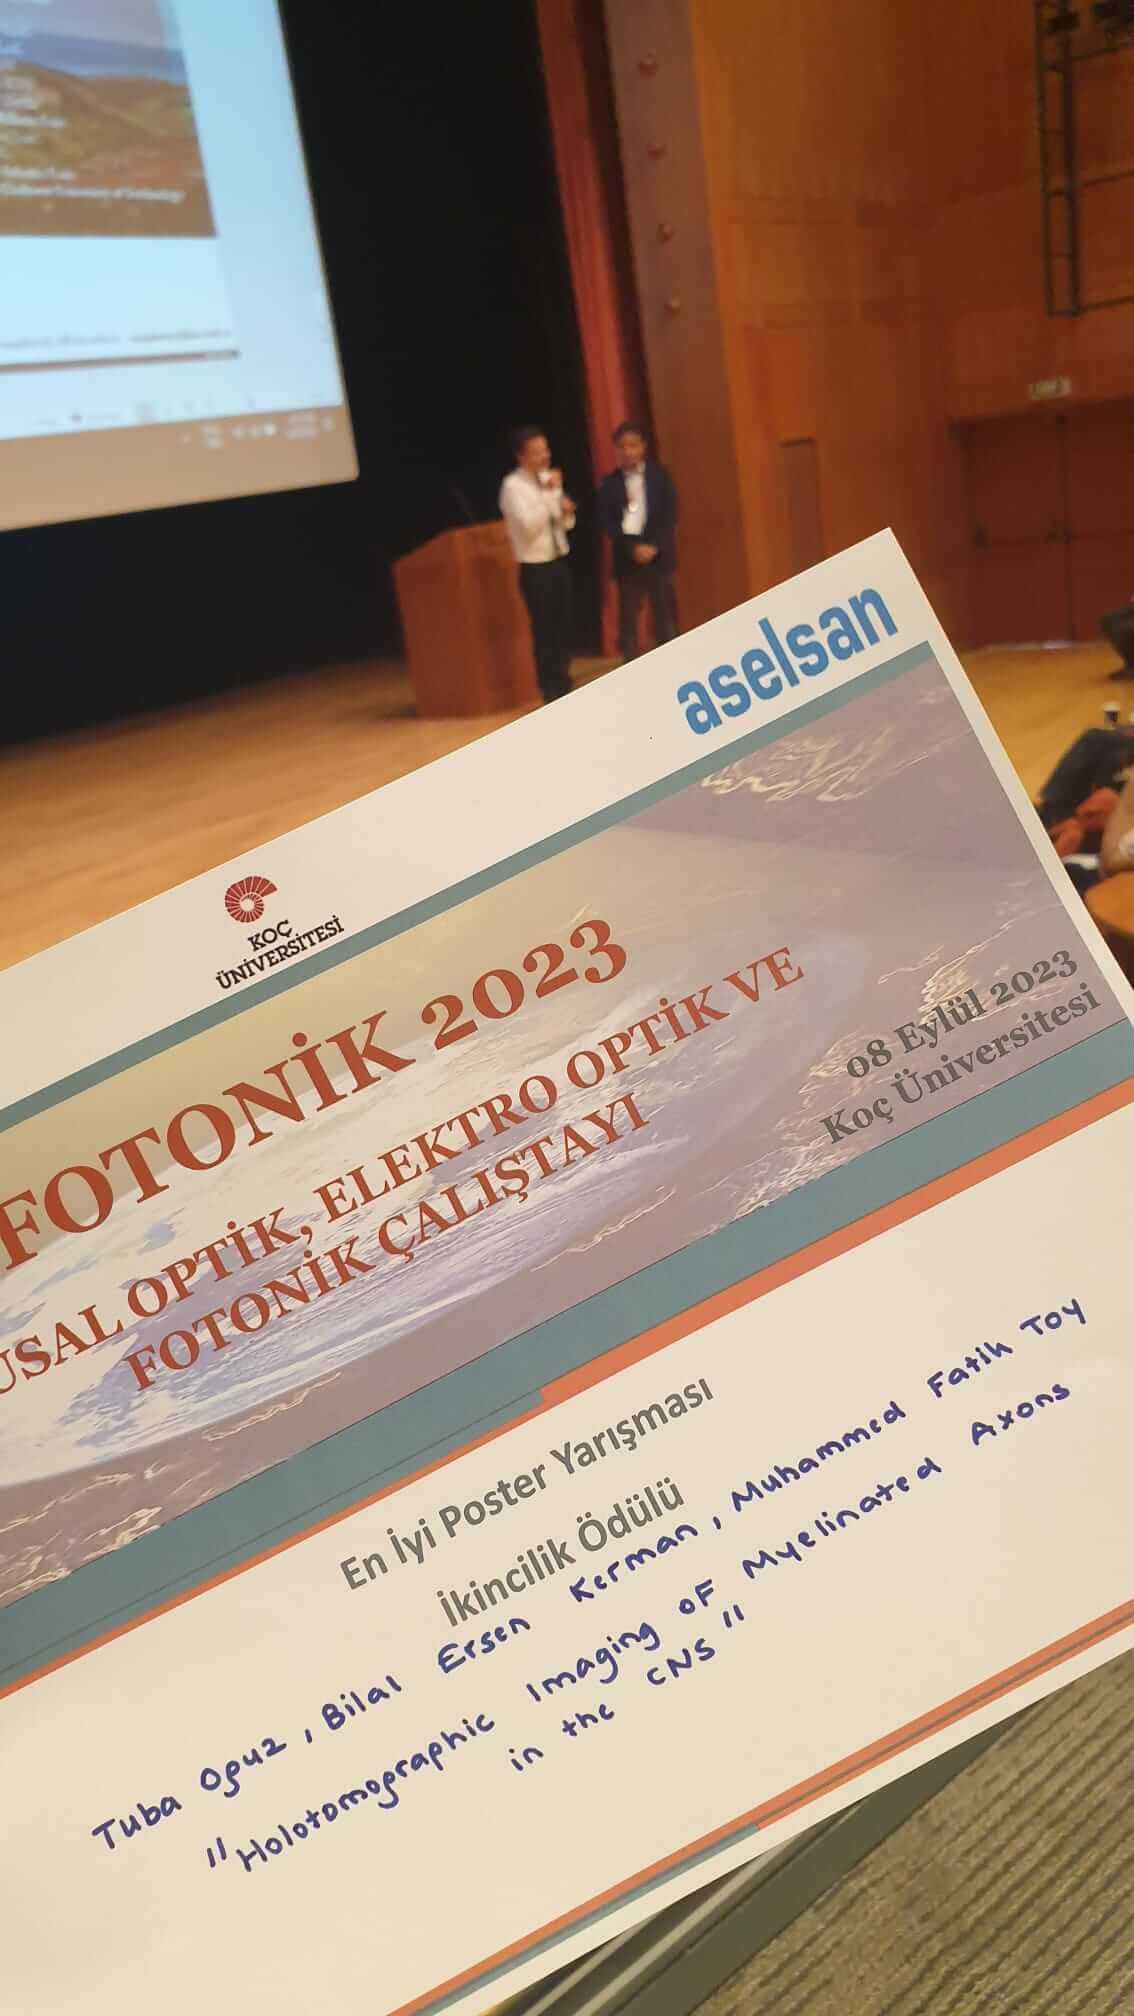 aselsan
KOÇ
ÜNİVERSİTESİ
FOTONİK 2023
USAL OPTİK, ELEKTRO OPTİK VE
FOTONİK ÇALIŞTAYI
08 Eylül 2023
Koç Üniversitesi
En İyi Poster Yarışması
İkincilik Ödülü
Tuba Oguz, Bilal Ersen Kerman, Muhammed Fatih Toy
"Holotomographic Imaging of Myelinated Axons
in the CNS"